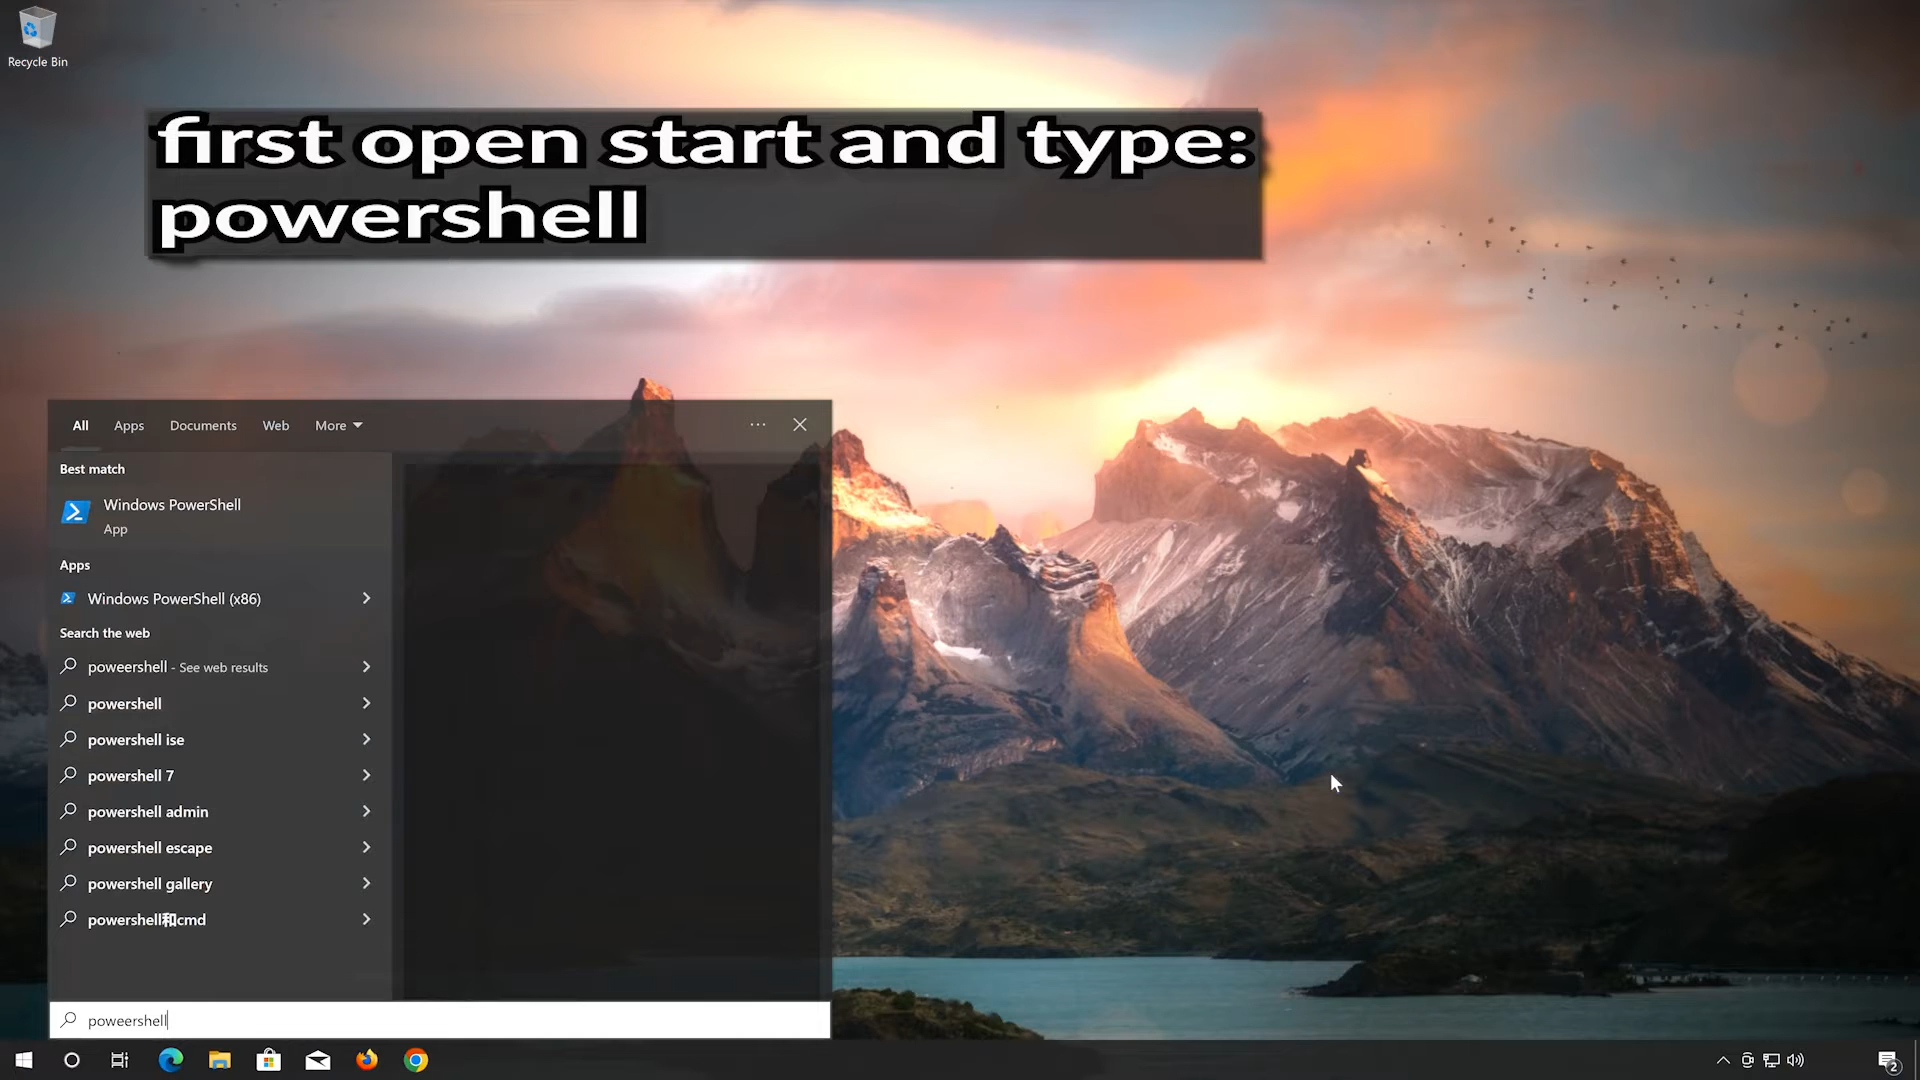 Recycle Bin
first open start and type:
powershell
All Apps Documents Web More
Best match
Windows PowerShell
App
Apps
Windows PowerShell (x86)
Search the web
poweershell - See web results
powershell
powershell ise
powershell 7
powershell admin
powershell escape
powershell gallery
powershell和cmd
poweershell
2